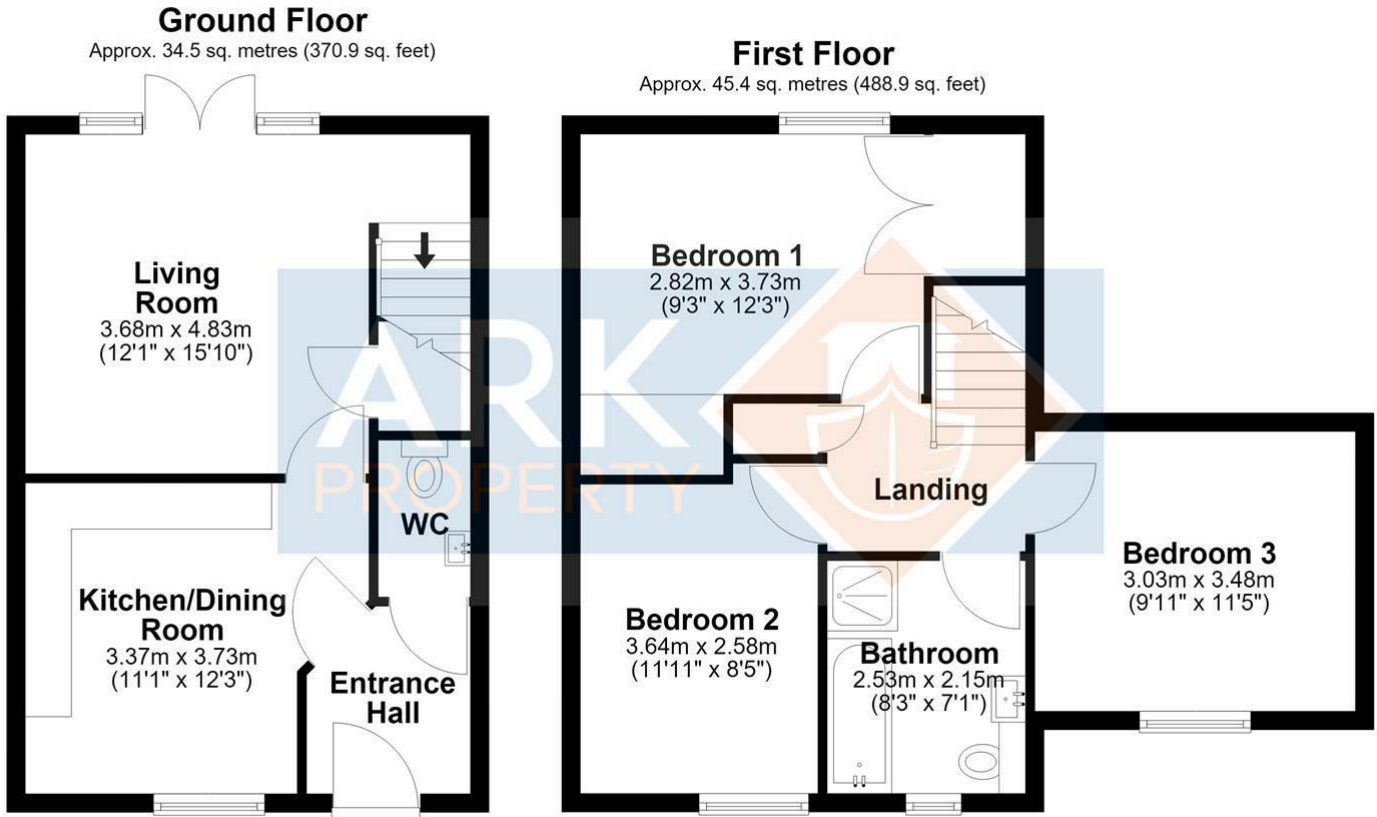 Ground Floor
Approx. 34.5 sq. metres (370.9 sq. feet)
Living
Room
3.68m x 4.83m
(12'1" x 15'10")
WC
Kitchen/Dining
Room
3.37m x 3.73m
(11'1" x 12'3")
Entrance
Hall
First Floor
Approx. 45.4 sq. metres (488.9 sq. feet)
Bedroom 1
2.82m x 3.73m
(9'3" x 12'3")
Landing
Bedroom 2
3.64m x 2.58m
(11'11" x 8'5")
Bathroom
2.53m x 2.15m
(8'3" x 7'1")
Bedroom 3
3.03m x 3.48m
(9'11" x 11'5")
ARK
PROPERTY